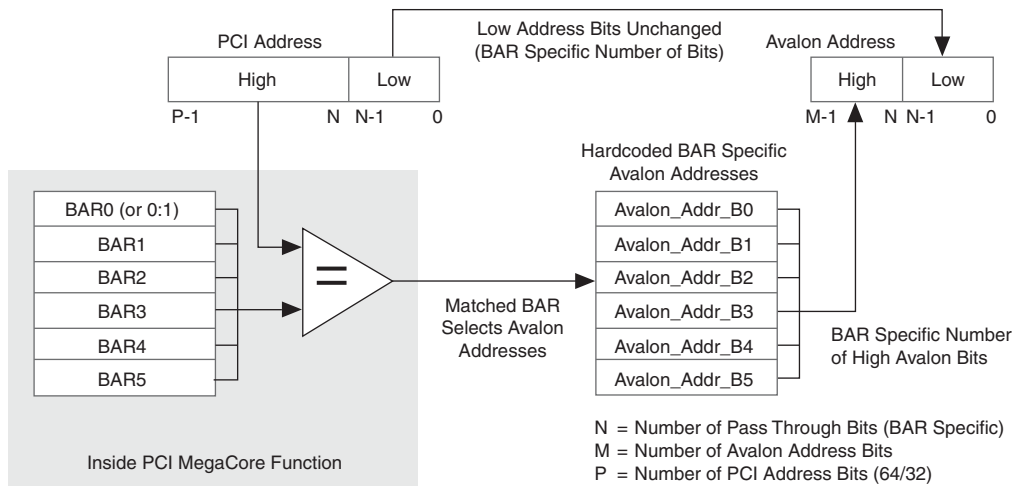 Low Address Bits Unchanged
(BAR Specific Number of Bits)
PCI Address
Avalon Address
High
Low
High
Low
P-1
N
N-1
0
M-1
N
N-1
0
Hardcoded BAR Specific
Avalon Addresses
BAR0 (or 0:1)
BAR1
BAR2
BAR3
BAR4
BAR5
=
Matched BAR
Selects Avalon
Addresses
Avalon_Addr_B0
Avalon_Addr_B1
Avalon_Addr_B2
Avalon_Addr_B3
Avalon_Addr_B4
Avalon_Addr_B5
BAR Specific Number
of High Avalon Bits
Inside PCI MegaCore Function
N = Number of Pass Through Bits (BAR Specific)
M = Number of Avalon Address Bits
P = Number of PCI Address Bits (64/32)